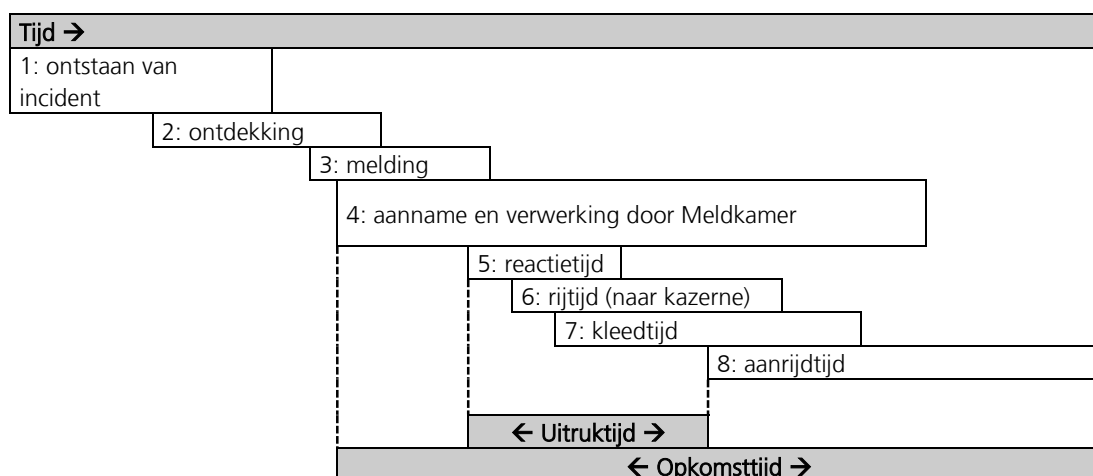 Tijd →
1: ontstaan van
incident
2: ontdekking
3: melding
4: aanname en verwerking door Meldkamer
5: reactietijd
6: rijtijd (naar kazerne)
7: kleedtijd
8: aanrijdtijd
← Uitruktijd →
← Opkomsttijd →